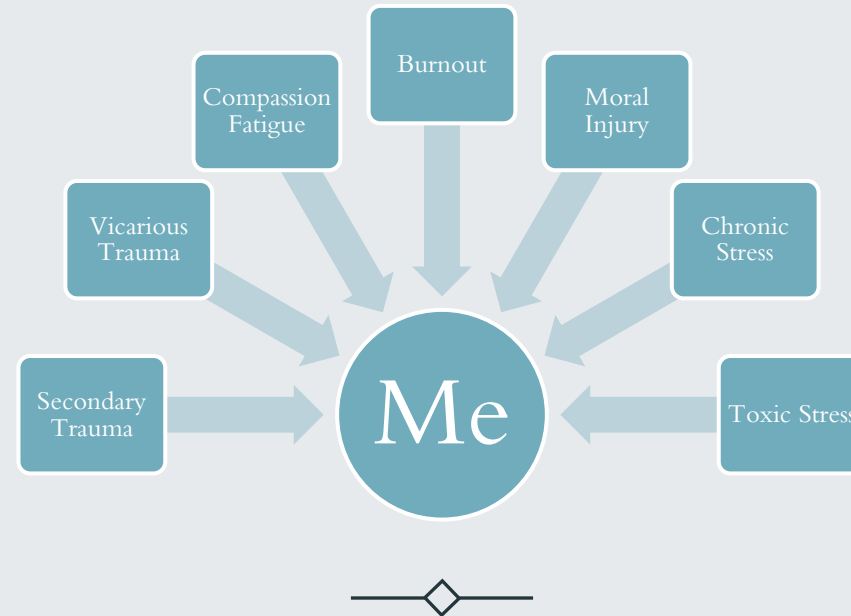 Burnout
Compassion
Fatigue
Moral
Injury
Vicarious
Trauma
Chronic
Stress
Secondary
Trauma
Me
Toxic Stress